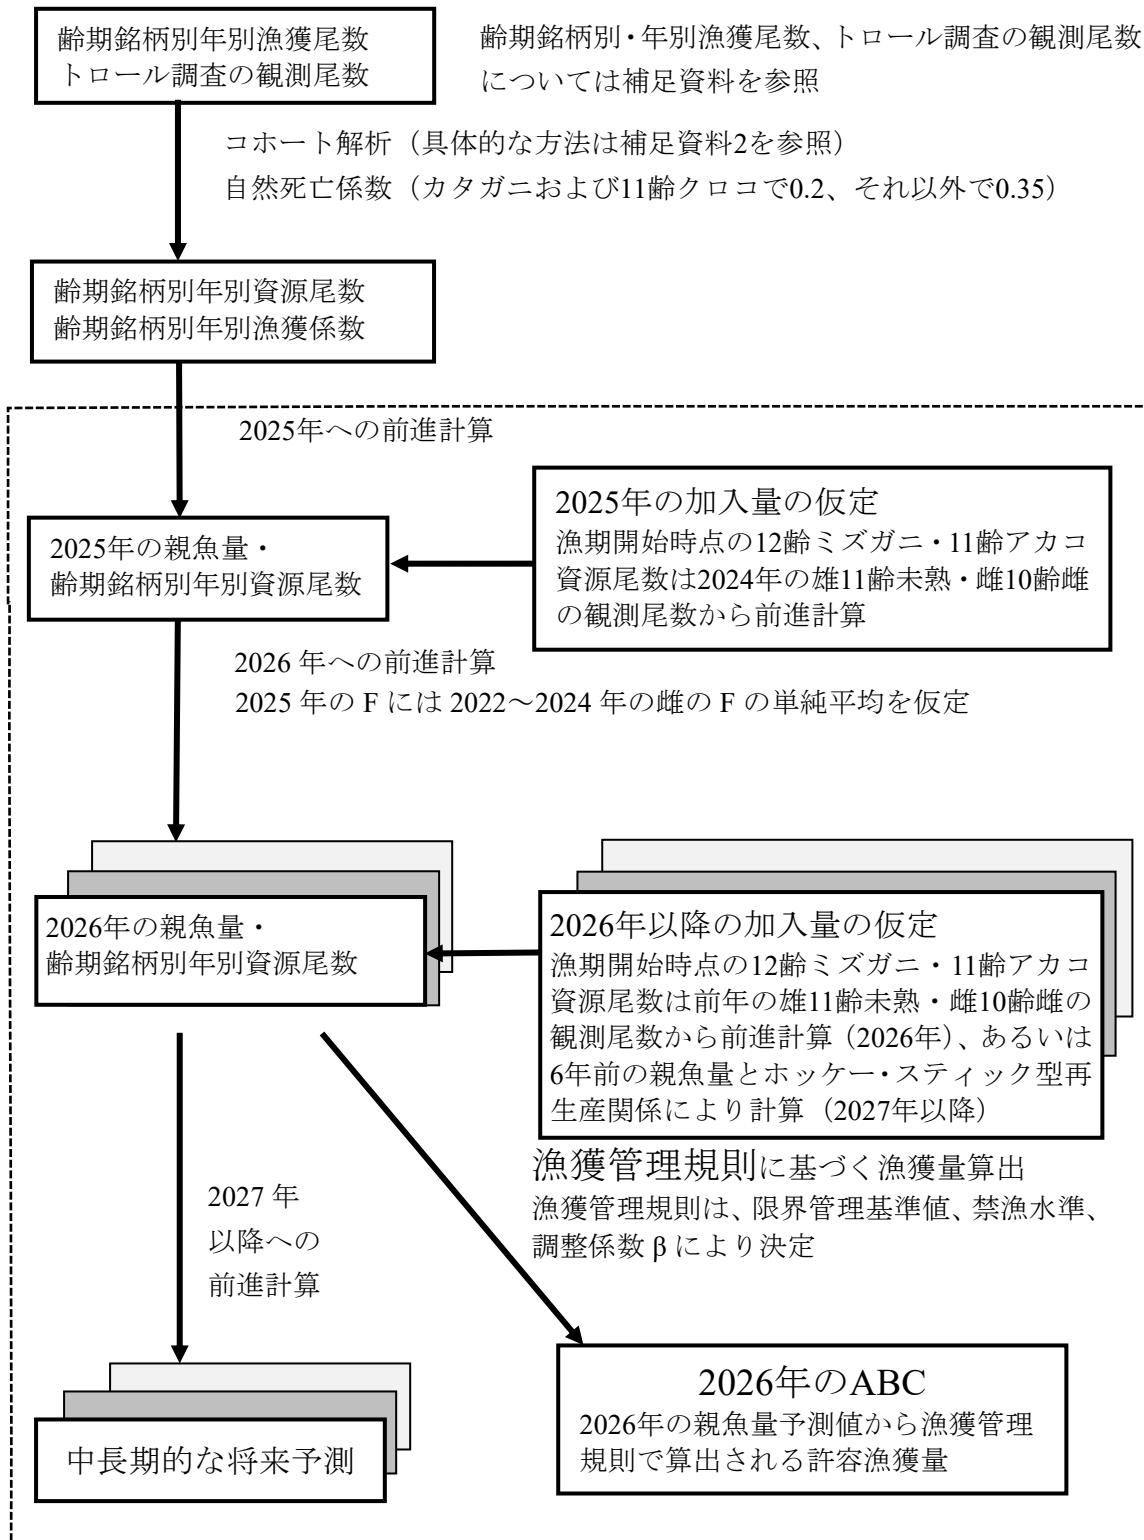 齢期銘柄別年別漁獲尾数
トロール調査の観測尾数
齢期銘柄別・年別漁獲尾数、トロール調査の観測尾数
については補足資料を参照
コホート解析（具体的な方法は補足資料2を参照）
自然死亡係数（カタガニおよび11齢クロコで0.2、それ以外で0.35）
齢期銘柄別年別資源尾数
齢期銘柄別年別漁獲係数
2025年への前進計算
2025年の親魚量・
齢期銘柄別年別資源尾数
2025年の加入量の仮定
漁期開始時点の12齢ミズガニ・11齢アカコ
資源尾数は2024年の雄11齢未熟・雌10齢雌
の観測尾数から前進計算
2026 年への前進計算
2025 年の F には 2022～2024 年の雌の F の単純平均を仮定
2026年の親魚量・
齢期銘柄別年別資源尾数
2026年以降の加入量の仮定
漁期開始時点の12齢ミズガニ・11齢アカコ
資源尾数は前年の雄11齢未熟・雌10齢雌の
観測尾数から前進計算（2026年）、あるいは
6年前の親魚量とホッケー・スティック型再
生産関係により計算（2027年以降）
漁獲管理規則に基づく漁獲量算出
漁獲管理規則は、限界管理基準値、禁漁水準、
調整係数 β により決定
2027 年
以降への
前進計算
中長期的な将来予測
2026年のABC
2026年の親魚量予測値から漁獲管理
規則で算出される許容漁獲量